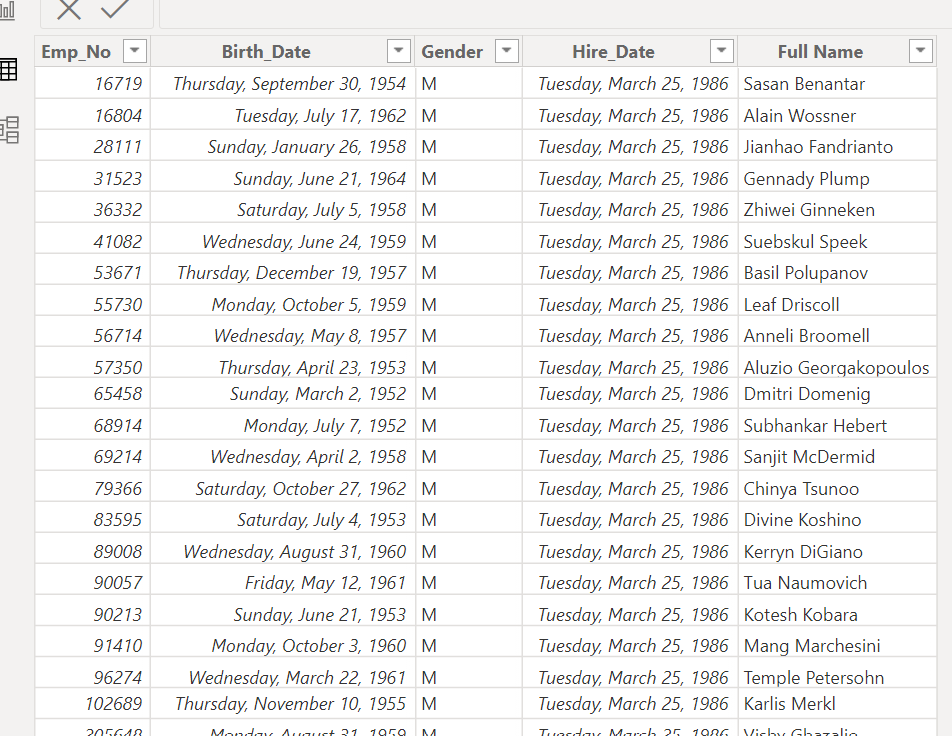 Emp_No Birth_Date Gender Hire_Date Full Name
16719 Thursday, September 30, 1954 M Tuesday, March 25, 1986 Sasan Benantar
16804 Tuesday, July 17, 1962 M Tuesday, March 25, 1986 Alain Wossner
28111 Sunday, January 26, 1958 M Tuesday, March 25, 1986 Jianhao Fandrianto
31523 Sunday, June 21, 1964 M Tuesday, March 25, 1986 Gennady Plump
36332 Saturday, July 5, 1958 M Tuesday, March 25, 1986 Zhiwei Ginneken
41082 Wednesday, June 24, 1959 M Tuesday, March 25, 1986 Suebskul Speek
53671 Thursday, December 19, 1957 M Tuesday, March 25, 1986 Basil Polupanov
55730 Monday, October 5, 1959 M Tuesday, March 25, 1986 Leaf Driscoll
56714 Wednesday, May 8, 1957 M Tuesday, March 25, 1986 Anneli Broomell
57350 Thursday, April 23, 1953 M Tuesday, March 25, 1986 Aluzio Georgakopoulos
65458 Sunday, March 2, 1952 M Tuesday, March 25, 1986 Dmitri Domenig
68914 Monday, July 7, 1952 M Tuesday, March 25, 1986 Subhankar Hebert
69214 Wednesday, April 2, 1958 M Tuesday, March 25, 1986 Sanjit McDermid
79366 Saturday, October 27, 1962 M Tuesday, March 25, 1986 Chinya Tsunoo
83595 Saturday, July 4, 1953 M Tuesday, March 25, 1986 Divine Koshino
89008 Wednesday, August 31, 1960 M Tuesday, March 25, 1986 Kerryn DiGiano
90057 Friday, May 12, 1961 M Tuesday, March 25, 1986 Tua Naumovich
90213 Sunday, June 21, 1953 M Tuesday, March 25, 1986 Kotesh Kobara
91410 Monday, October 3, 1960 M Tuesday, March 25, 1986 Mang Marchesini
96274 Wednesday, March 22, 1961 M Tuesday, March 25, 1986 Temple Petersohn
102689 Thursday, November 10, 1955 M Tuesday, March 25, 1986 Karlis Merkl
Monday, August 31, 1959 M Tuesday, March 25, 1986